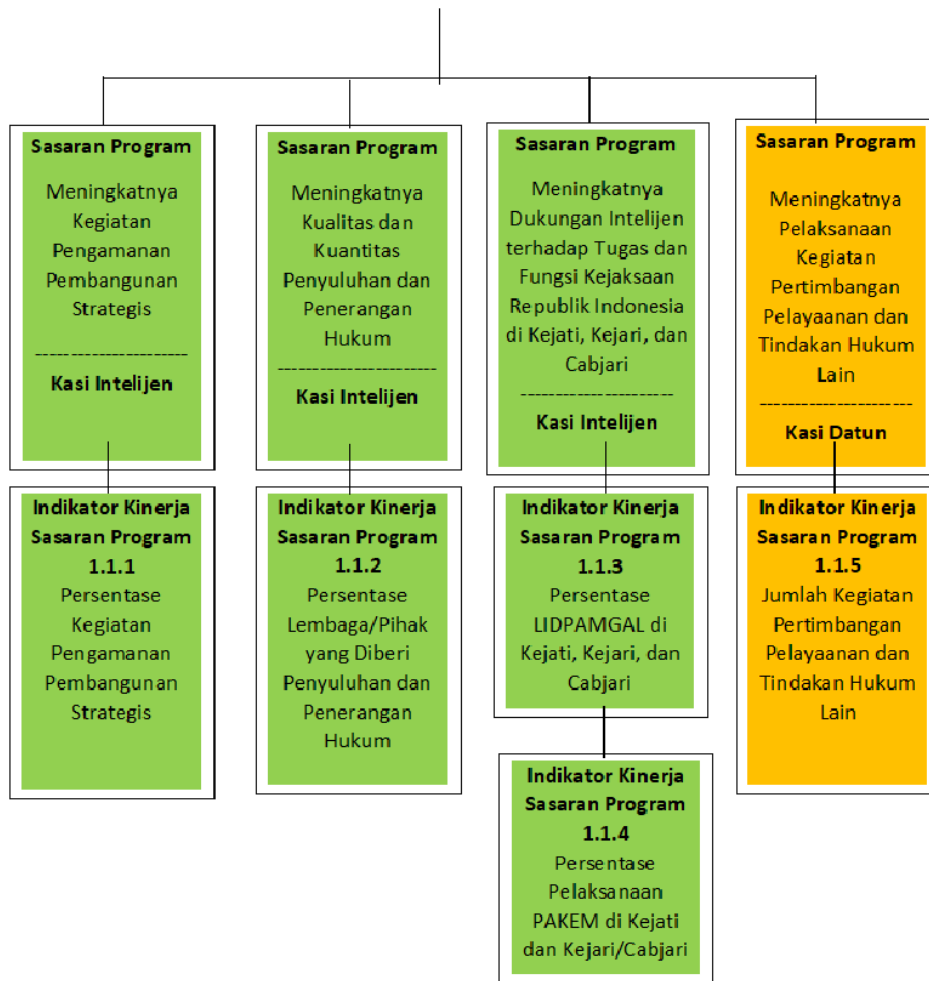 Sasaran Program
Meningkatnya
Kegiatan
Pengamanan
Pembangunan
Strategis
----------------------
Kasi Intelijen
Indikator Kinerja
Sasaran Program
1.1.1
Persentase
Kegiatan
Pengamanan
Pembangunan
Strategis
Sasaran Program
Meningkatnya
Kualitas dan
Kuantitas
Penyuluhan dan
Penerangan
Hukum
----------------------
Kasi Intelijen
Indikator Kinerja
Sasaran Program
1.1.2
Persentase
Lembaga/Pihak
yang Diberi
Penyuluhan dan
Penerangan
Hukum
Sasaran Program
Meningkatnya
Dukungan Intelijen
terhadap Tugas dan
Fungsi Kejaksaan
Republik Indonesia
di Kejati, Kejari, dan
Cabjari
----------------------
Kasi Intelijen
Indikator Kinerja
Sasaran Program
1.1.3
Persentase
LIDPAMGAL di
Kejati, Kejari, dan
Cabjari
Indikator Kinerja
Sasaran Program
1.1.4
Persentase
Pelaksanaan
PAKEM di Kejati
dan Kejari/Cabjari
Sasaran Program
Meningkatnya
Pelaksanaan
Kegiatan
Pertimbangan
Pelayaanan dan
Tindakan Hukum
Lain
----------------------
Kasi Datun
Indikator Kinerja
Sasaran Program
1.1.5
Jumlah Kegiatan
Pertimbangan
Pelayaanan dan
Tindakan Hukum
Lain